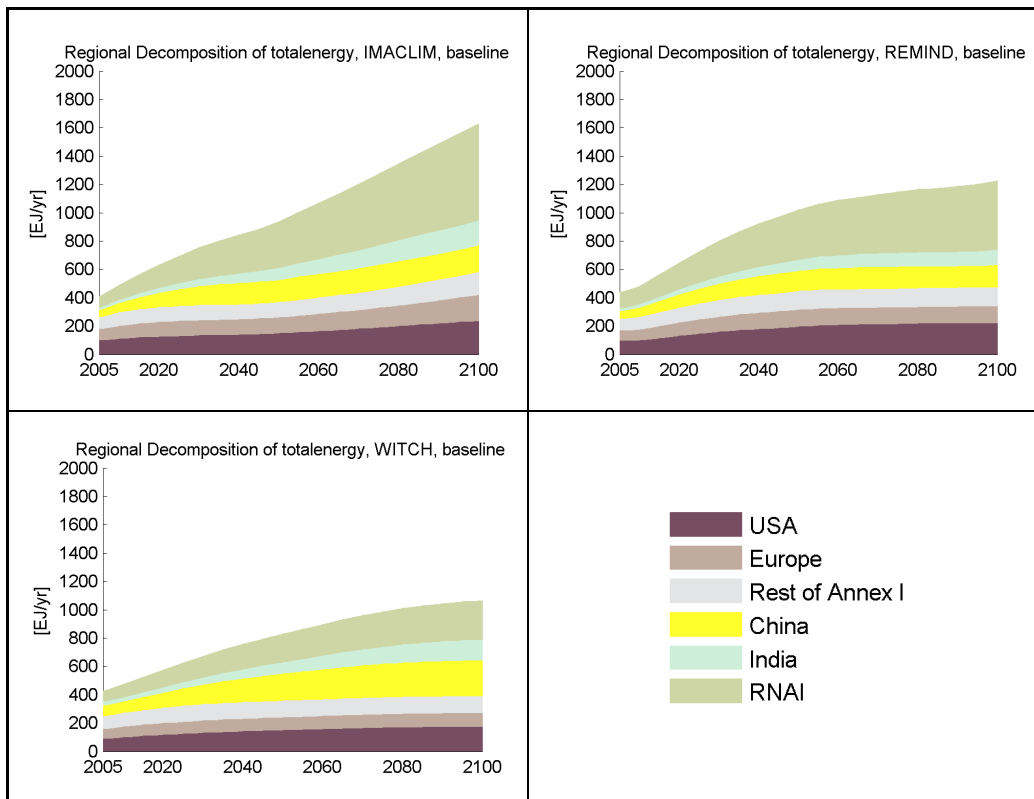 Regional Decomposition of totalenergy, IMACLIM, baseline
2000
1800
1600
1400
1200
1000
800
600
400
200
0
[EJ/yr]
2005 2020 2040 2060 2080 2100
Regional Decomposition of totalenergy, REMIND, baseline
2000
1800
1600
1400
1200
1000
800
600
400
200
0
[EJ/yr]
2005 2020 2040 2060 2080 2100
Regional Decomposition of totalenergy, WITCH, baseline
2000
1800
1600
1400
1200
1000
800
600
400
200
0
[EJ/yr]
2005 2020 2040 2060 2080 2100
USA
Europe
Rest of Annex I
China
India
RNAI